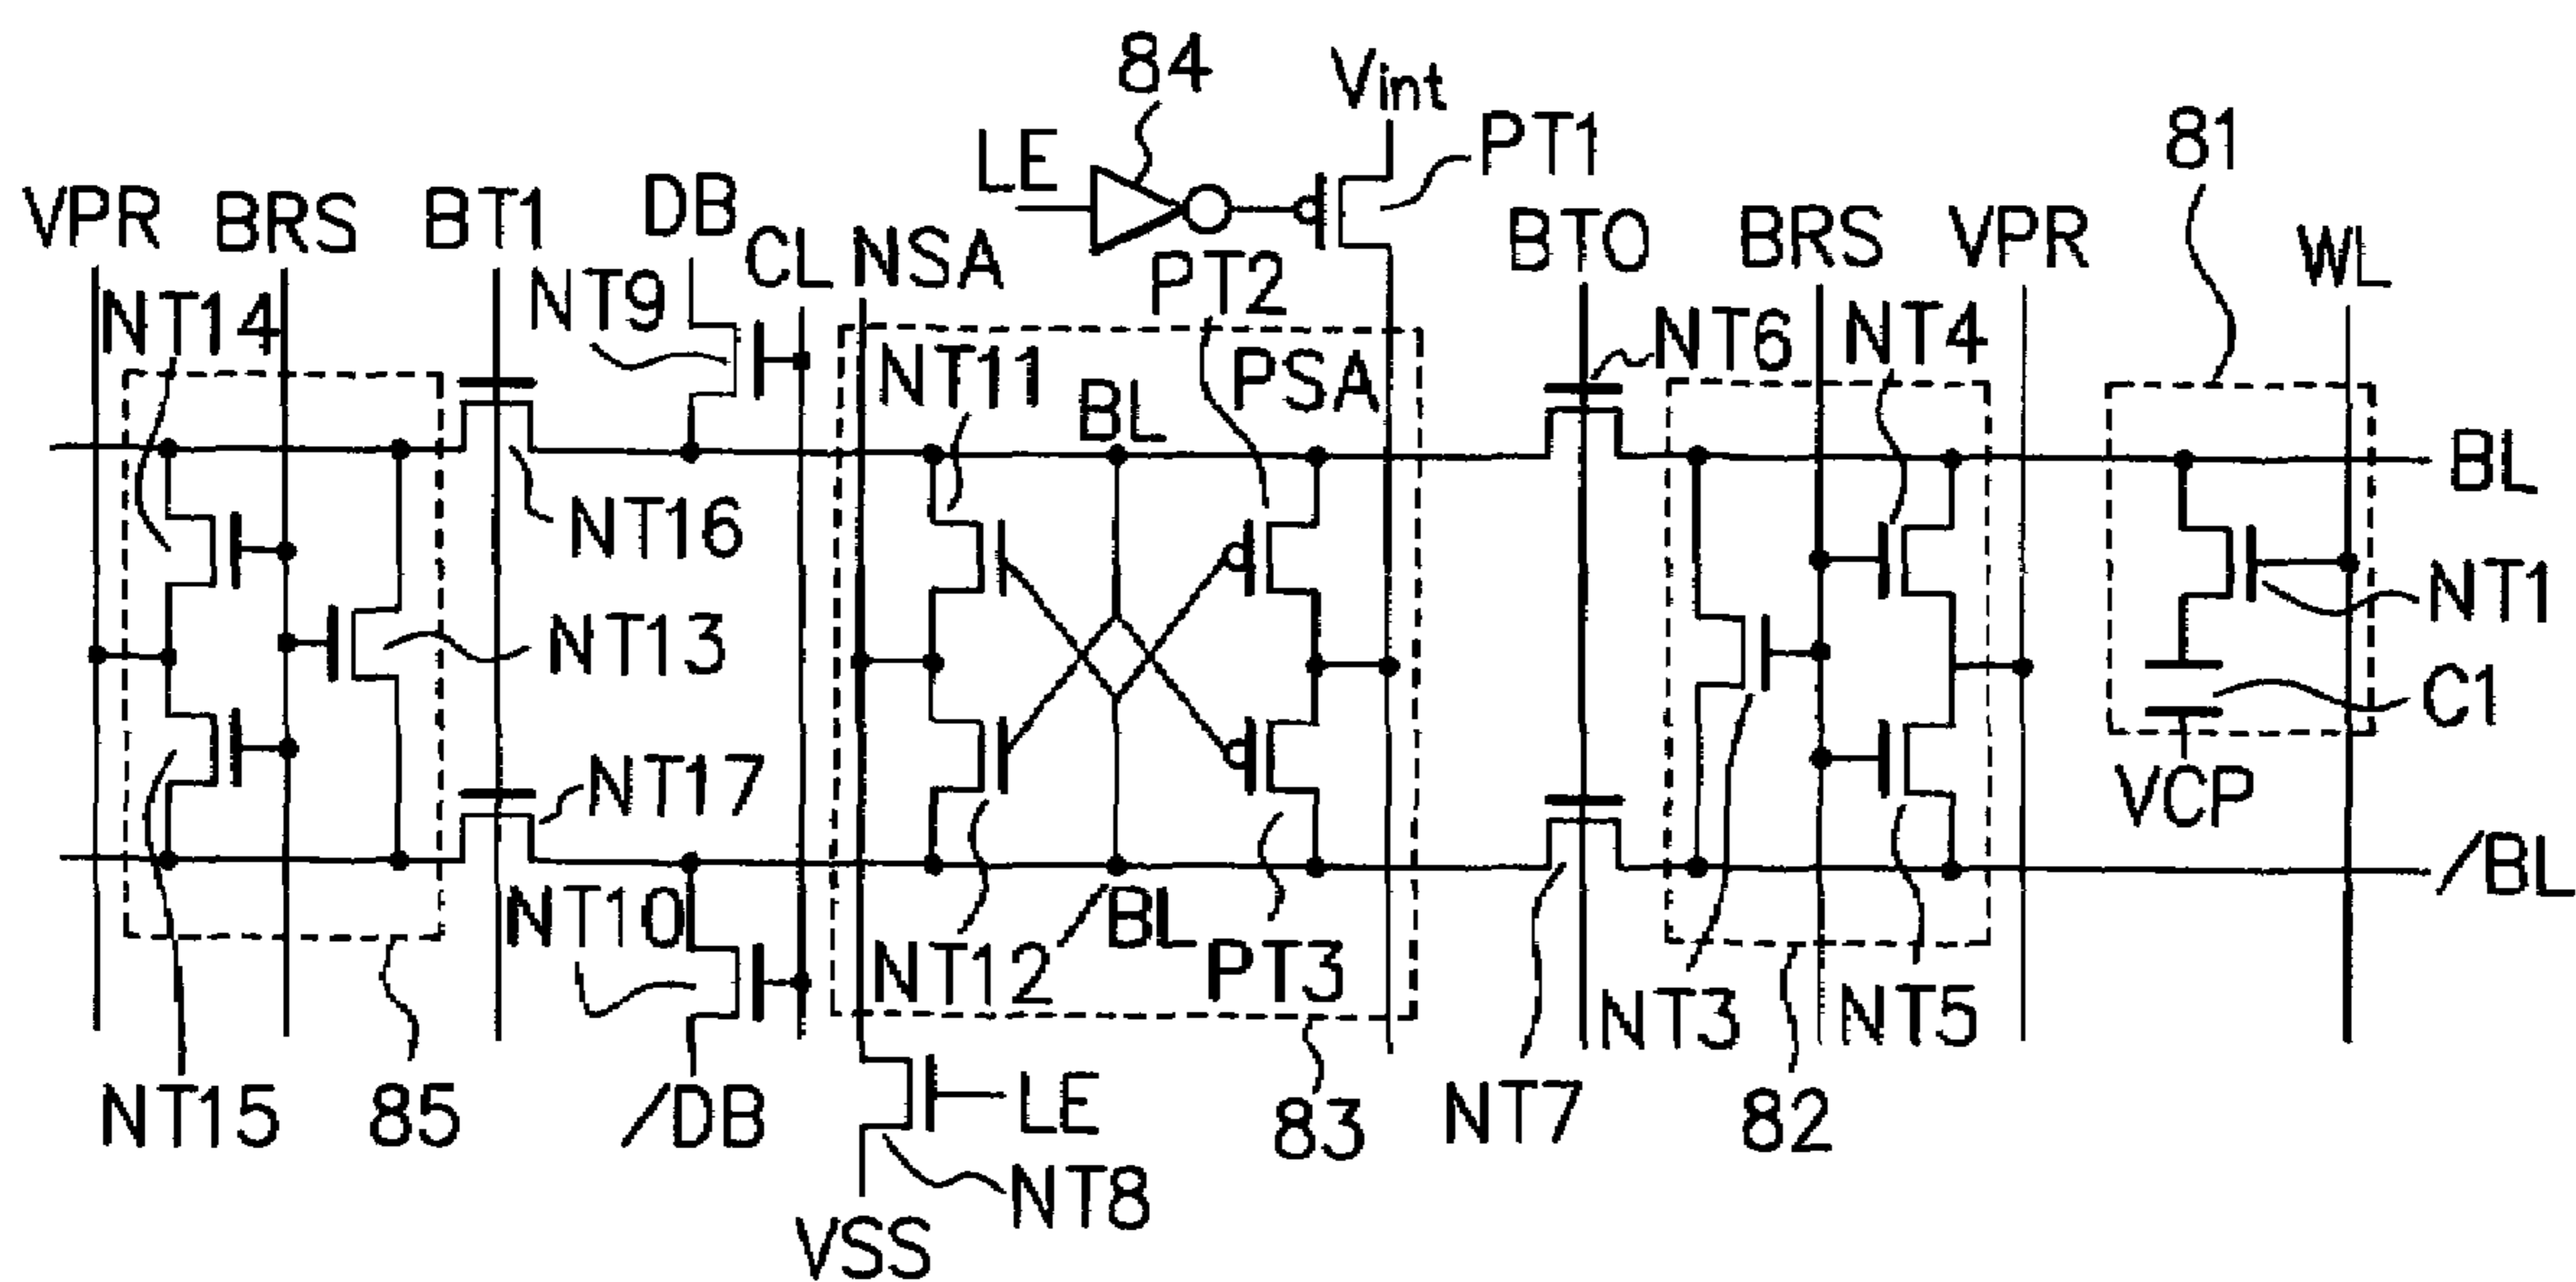 84
Vint
LE
PT1
81
VPR
BRS
BT1
DB
CL
NSA
PT2
BT0
BRS
VPR
WL
NT14
NT9
NT11
BL
PSA
NT6
NT4
BL
NT16
NT13
NT1
C1
NT17
VCP
/BL
NT10
NT12
/BL
PT3
NT3
NT5
NT15
85
/DB
LE
83
NT7
82
NT8
VSS